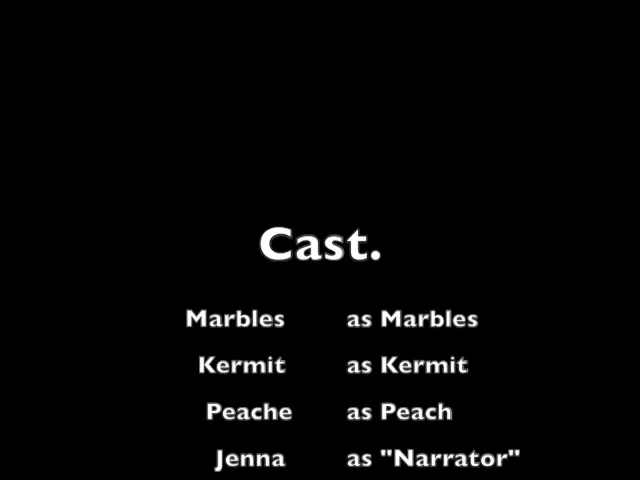 Cast.
Marbles as Marbles
Kermit as Kermit
Peache as Peach
Jenna as "Narrator"